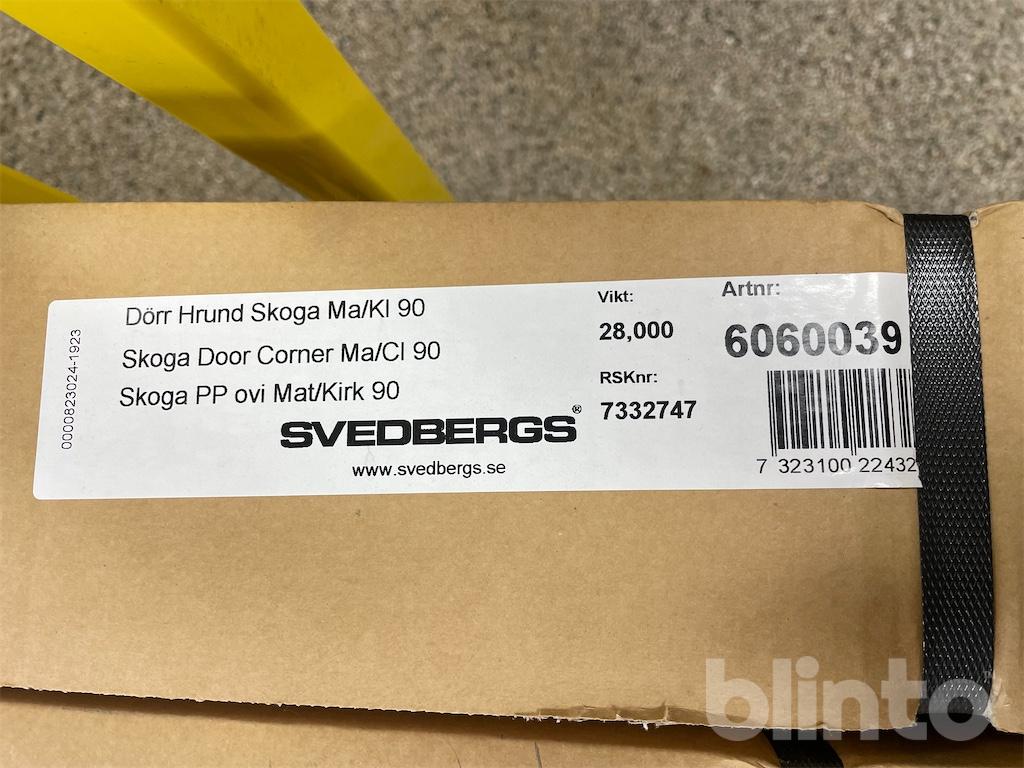 Dörr Hrund Skoga Ma/Kl 90
Skoga Door Corner Ma/Cl 90
Skoga PP ovi Mat/Kirk 90
SVEDBERGS®
www.svedbergs.se
0000823024-1923
Vikt:
28,000
RSKnr:
7332747
Artnr:
6060039
7 323100 22432
blinto